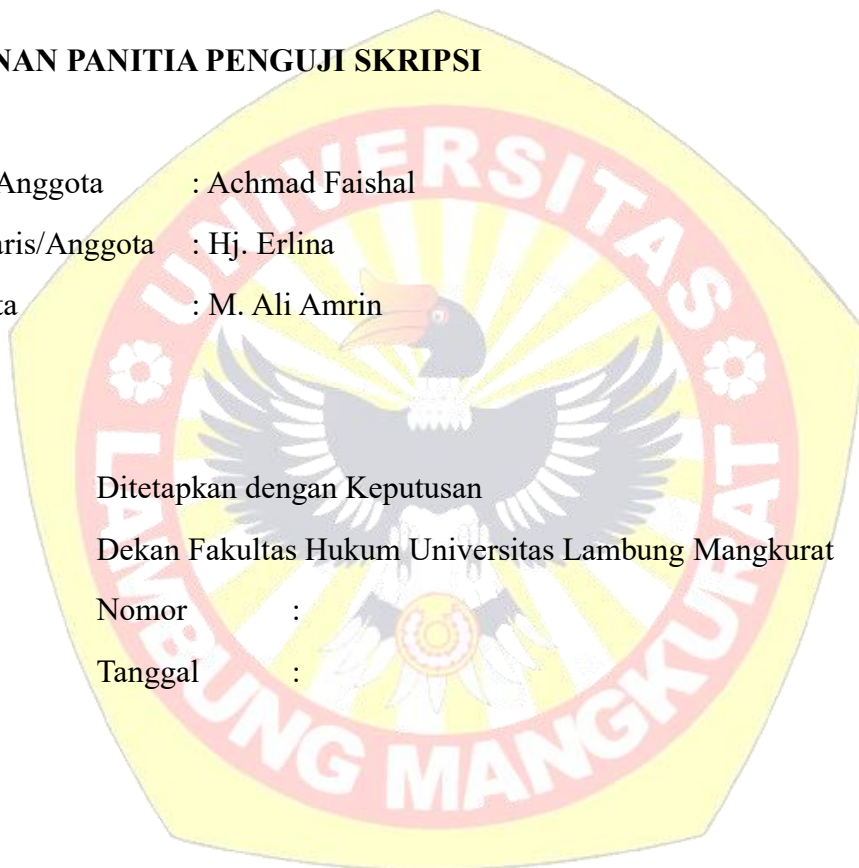 NAN PANITIA PENGUJI SKRIPSI
Anggota : Achmad Faishal
aris/Anggota : Hj. Erlina
ta : M. Ali Amrin
Ditetapkan dengan Keputusan
Dekan Fakultas Hukum Universitas Lambung Mangkurat
Nomor :
Tanggal :
UNIVERSITAS
LAMBUNG MANGKURAT